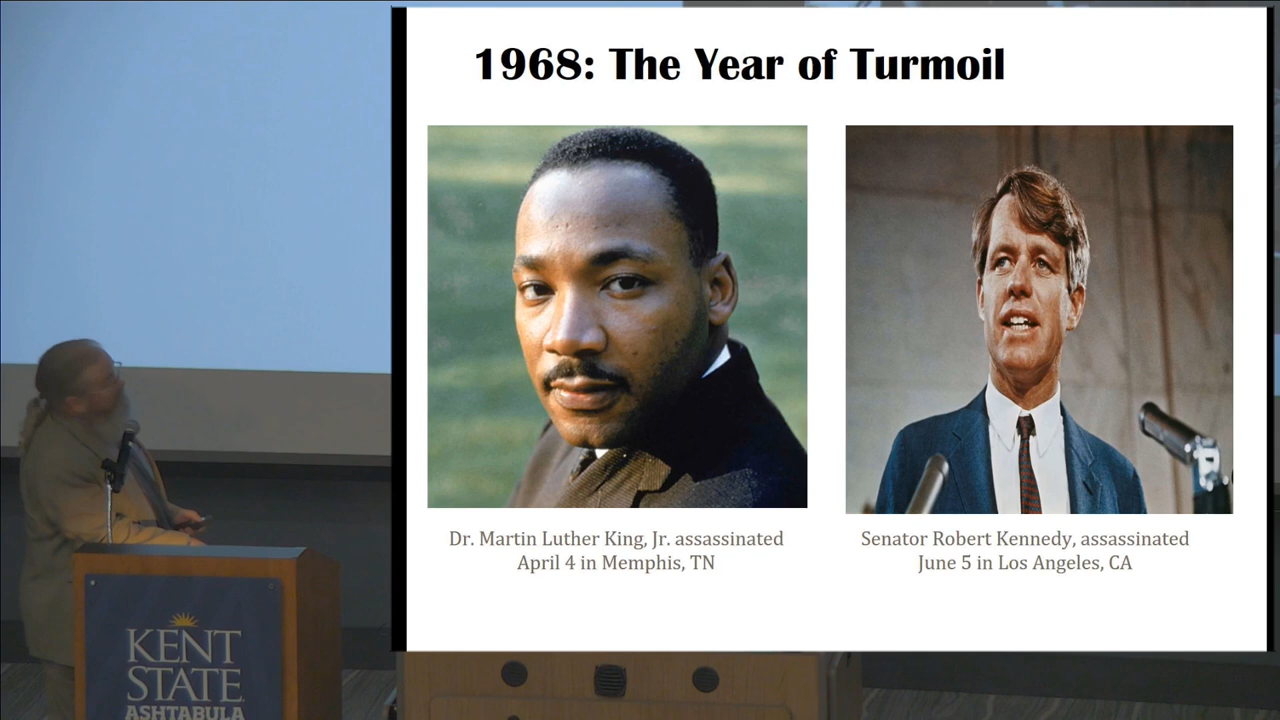 1968: The Year of Turmoil
Dr. Martin Luther King, Jr. assassinated
April 4 in Memphis, TN
Senator Robert Kennedy, assassinated
June 5 in Los Angeles, CA
KENT
STATE
ASHTABULA